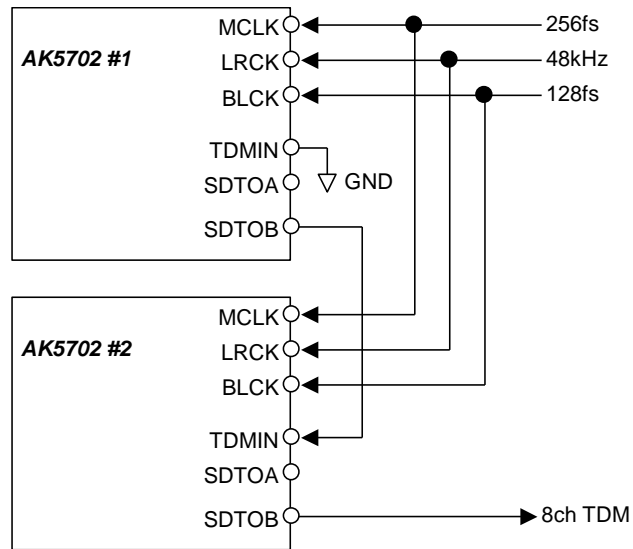 AK5702 #1
MCLK
256fs
LRCK
48kHz
BLCK
128fs
TDMIN
GND
SDTOA
SDTOB
AK5702 #2
MCLK
LRCK
BLCK
TDMIN
SDTOA
SDTOB
8ch TDM